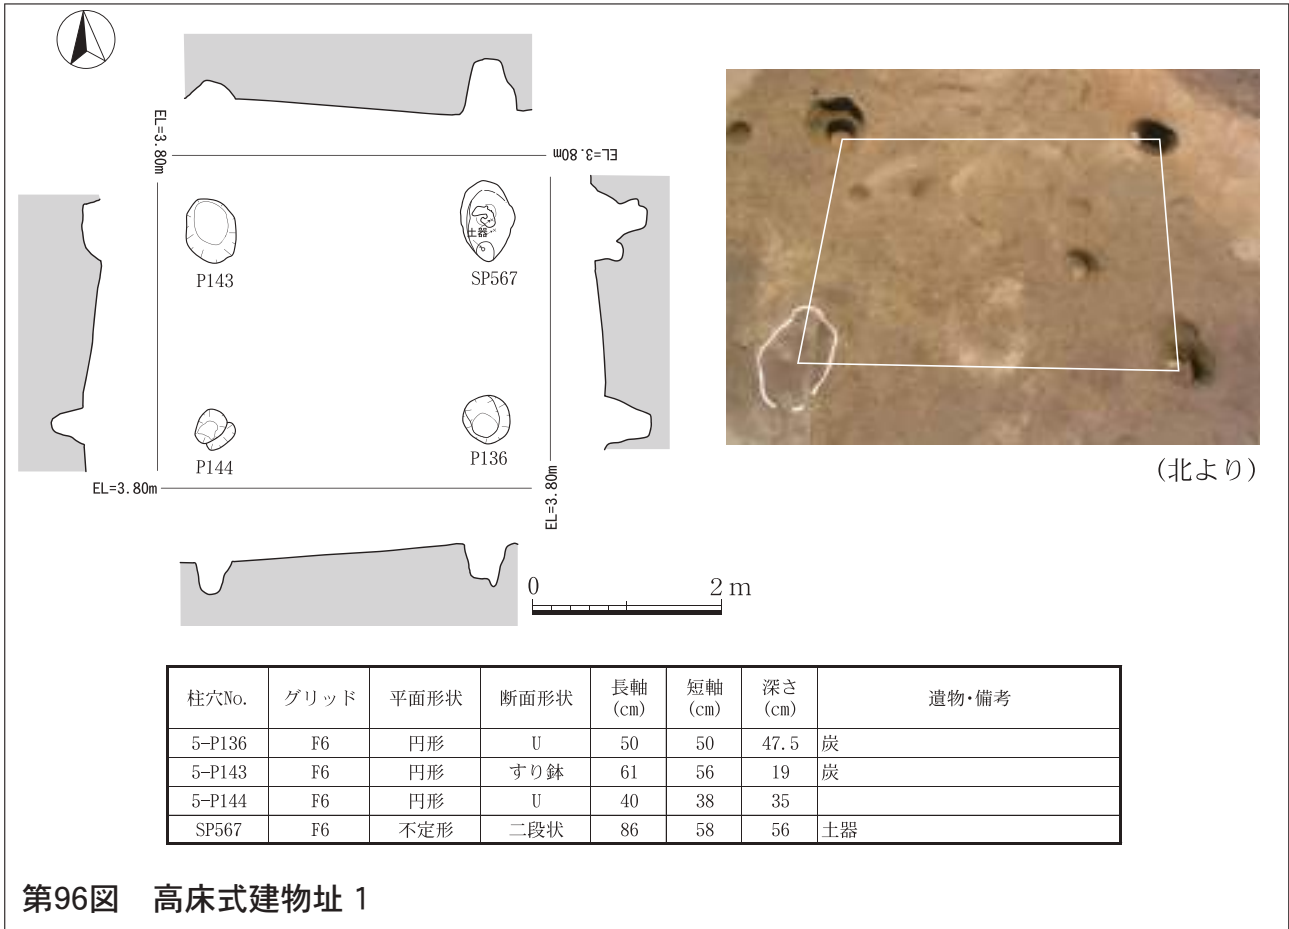 EL=3.80m
EL=3.80m
P143
土器
SP567
P144
P136
EL=3.80m
EL=3.80m
(北より)
0 2 m
柱穴No. グリッド 平面形状 断面形状 長軸(cm) 短軸(cm) 深さ(cm) 遺物・備考
5-P136 F6 円形 U 50 50 47.5 炭
5-P143 F6 円形 すり鉢 61 56 19 炭
5-P144 F6 円形 U 40 38 35
SP567 F6 不定形 二段状 86 58 56 土器
第96図 高床式建物址 1